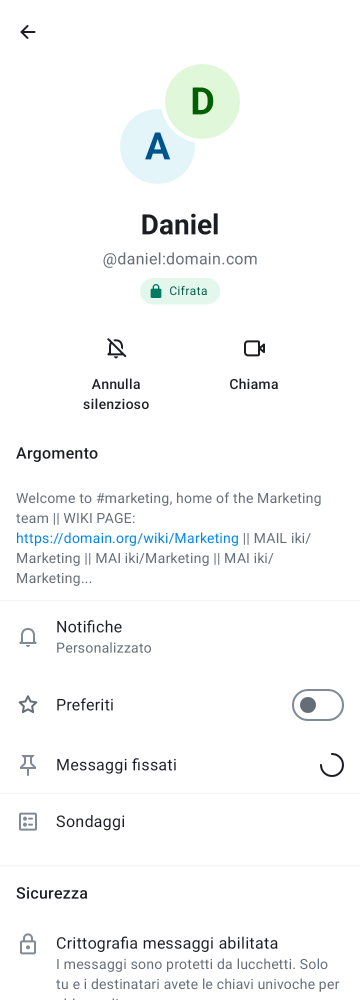 D
A
Daniel
@daniel:domain.com
Cifrata
Annulla
silenzioso
Chiama
Argomento
Welcome to #marketing, home of the Marketing
team || WIKI PAGE:
https://domain.org/wiki/Marketing || MAIL iki/
Marketing || MAI iki/Marketing || MAI iki/
Marketing...
Notifiche
Personalizzato
Preferiti
Messaggi fissati
Sondaggi
Sicurezza
Crittografia messaggi abilitata
I messaggi sono protetti da lucchetti. Solo
tu e i destinatari avete le chiavi univoche per